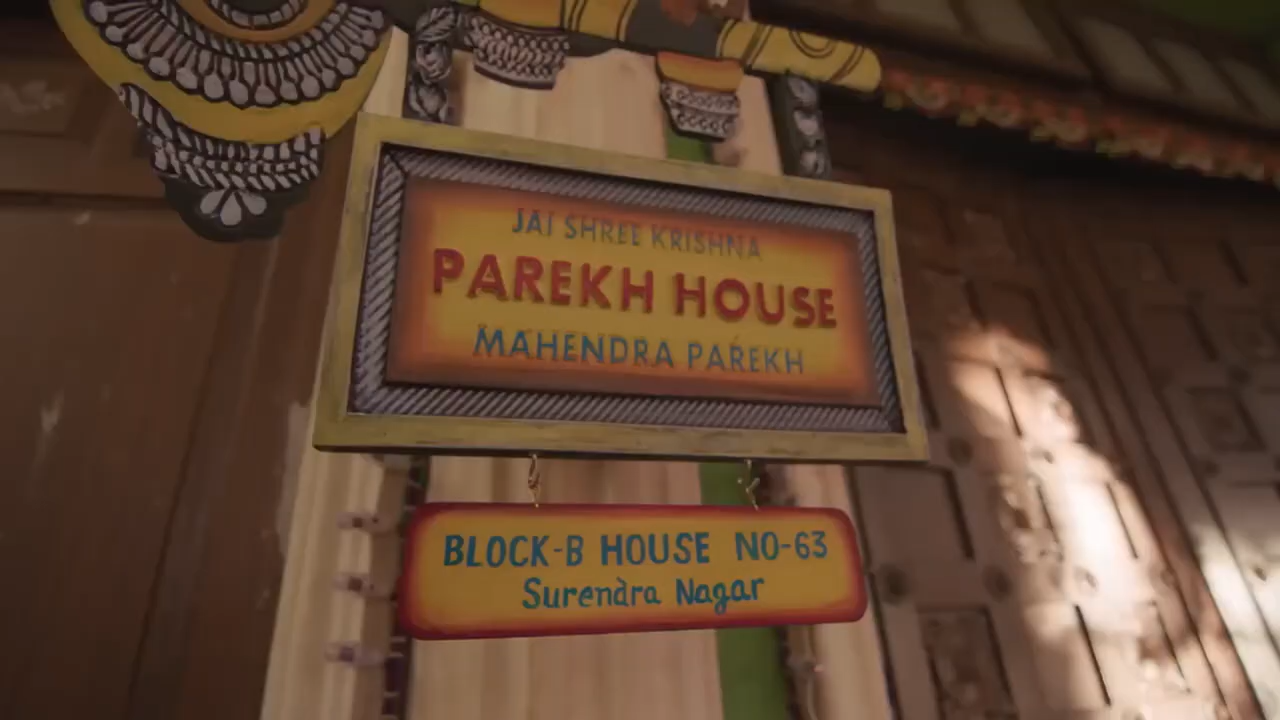 JAI SHREE KRISHNA
PAREKH HOUSE
MAHENDRA PAREKH
BLOCK-B HOUSE NO-63
Surendra Nagar